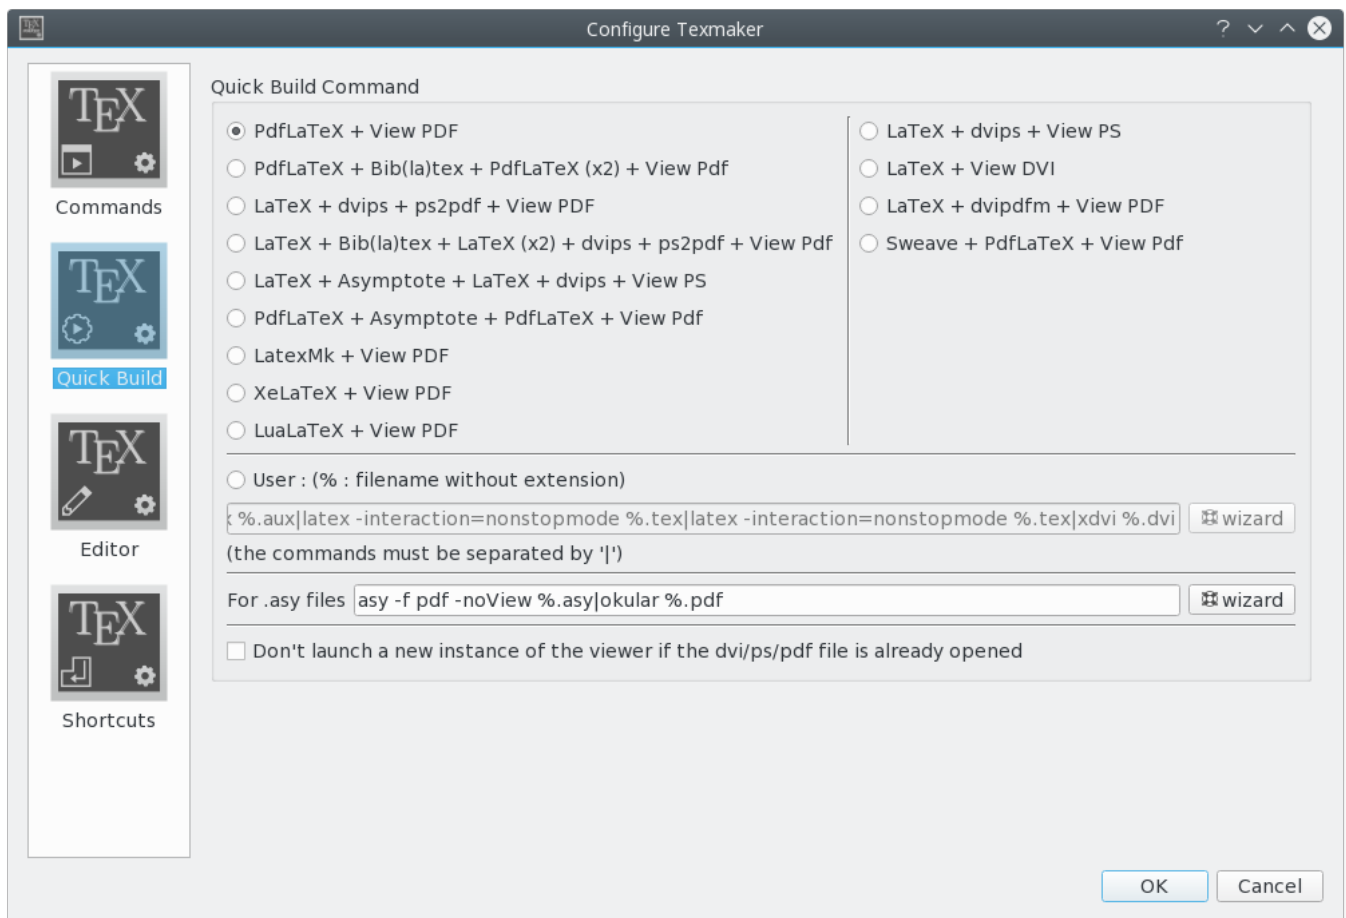 Configure Texmaker
TEX
Commands
TEX
Quick Build
TEX
Editor
TEX
Shortcuts
Quick Build Command
PdfLaTeX + View PDF
PdfLaTeX + Bib(la)tex + PdfLaTeX (x2) + View Pdf
LaTeX + dvips + ps2pdf + View PDF
LaTeX + Bib(la)tex + LaTeX (x2) + dvips + ps2pdf + View Pdf
LaTeX + Asymptote + LaTeX + dvips + View PS
PdfLaTeX + Asymptote + PdfLaTeX + View Pdf
LatexMk + View PDF
XeLaTeX + View PDF
LuaLaTeX + View PDF
LaTeX + dvips + View PS
LaTeX + View DVI
LaTeX + dvipdfm + View PDF
Sweave + PdfLaTeX + View Pdf
User : (% : filename without extension)
%.aux|latex -interaction=nonstopmode %.tex|latex -interaction=nonstopmode %.tex|xdvi %.dvi
wizard
(the commands must be separated by '|')
For .asy files
asy -f pdf -noView %.asy|okular %.pdf
wizard
Don't launch a new instance of the viewer if the dvi/ps/pdf file is already opened
OK
Cancel